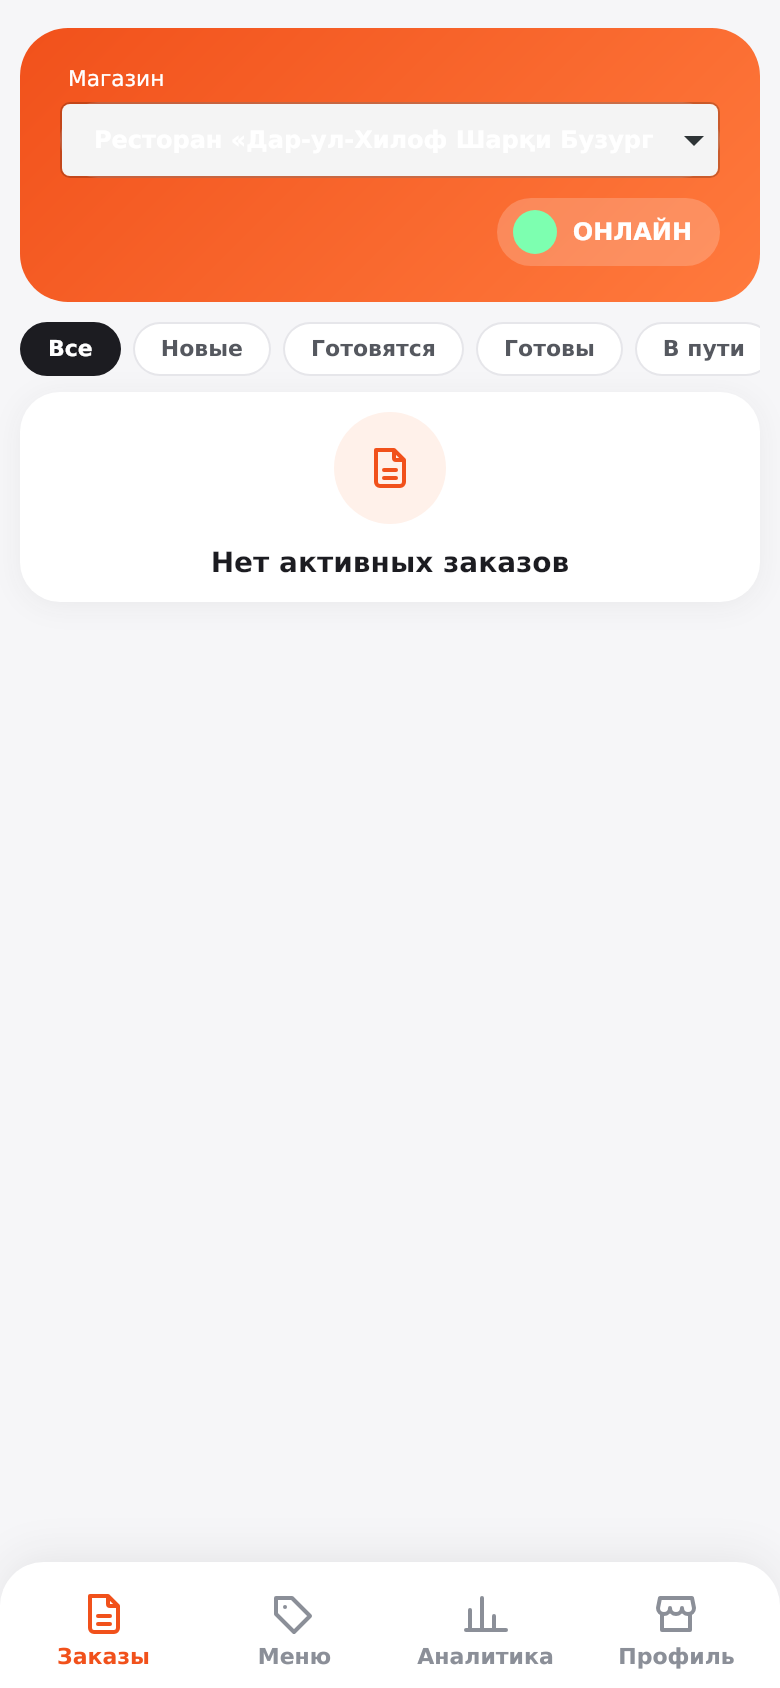 Магазин
Ресторан «Дар-ул-Хилоф Шарқи Бузург
ОНЛАЙН
Все
Новые
Готовятся
Готовы
В пути
Нет активных заказов
Заказы
Меню
Аналитика
Профиль